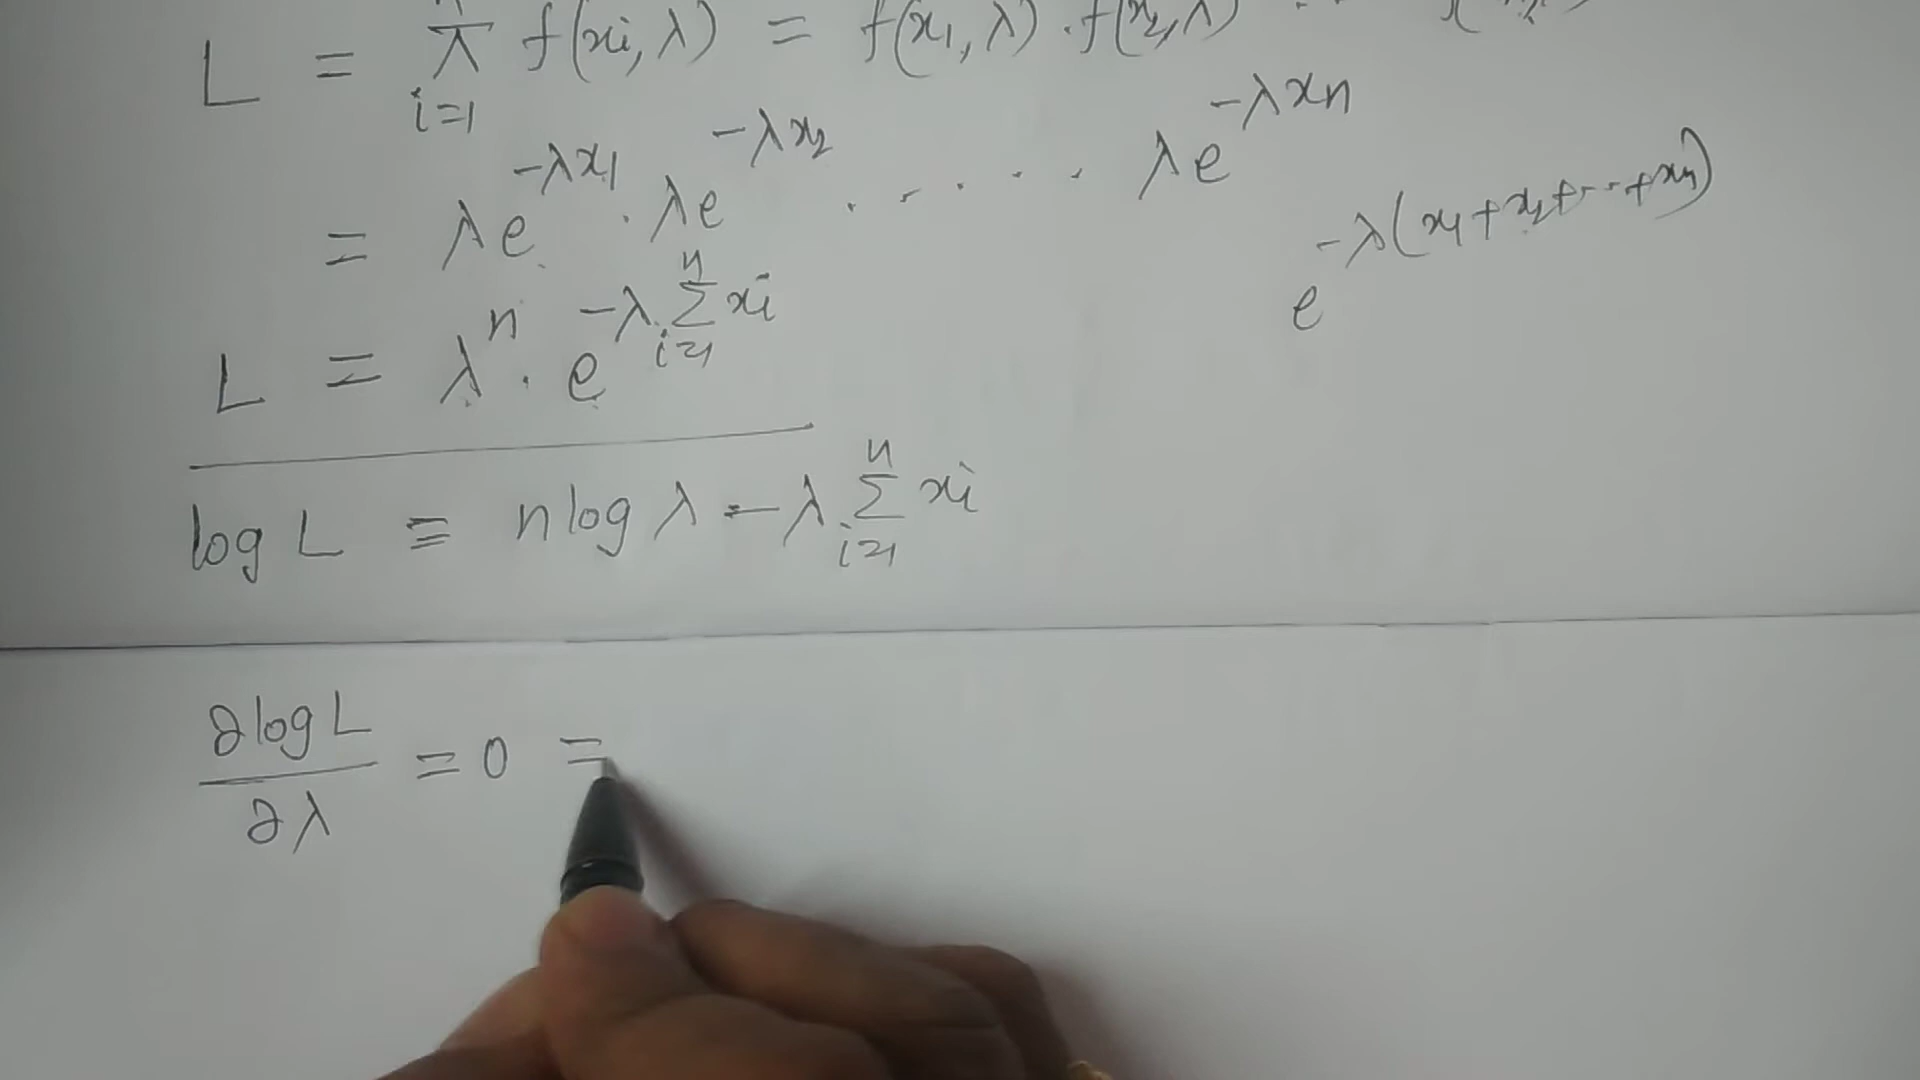 L = π f(xi, λ) = f(x1, λ) . f(x2, λ)
i=1
= λe^-λx1 . λe^-λx2 . . . . . λe^-λxn
e^-λ(x1+x2+...+xn)
L = λ^n . e^-λ Σ_{i=1}^n xi
log L = n log λ - λ Σ_{i=1}^n xi
∂log L / ∂λ = 0 =